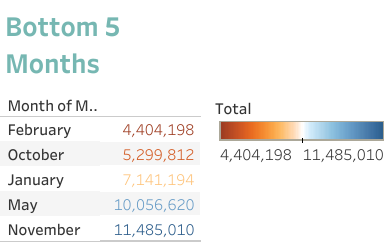 Bottom 5
Months
Month of M..
February 4,404,198
October 5,299,812
January 7,141,194
May 10,056,620
November 11,485,010
Total
4,404,198 11,485,010